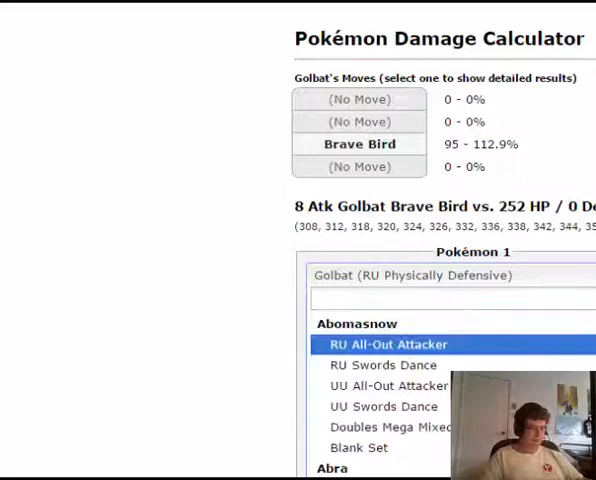 Pokémon Damage Calculator
Golbat's Moves (select one to show detailed results)
(No Move) 0 - 0%
(No Move) 0 - 0%
Brave Bird 95 - 112.9%
(No Move) 0 - 0%
8 Atk Golbat Brave Bird vs. 252 HP / 0 De
(308, 312, 318, 320, 324, 326, 332, 336, 338, 342, 344, 35
Pokémon 1
Golbat (RU Physically Defensive)
Abomasnow
RU All-Out Attacker
RU Swords Dance
UU All-Out Attacker
UU Swords Dance
Doubles Mega Mixed
Blank Set
Abra